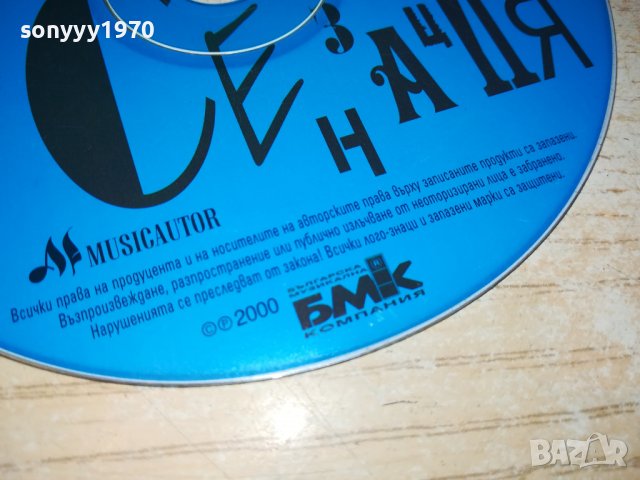 sonyyy1970
СЕЗ
НАЦИЯ
MUSICAUTOR
Всички права на продуцента и на носителите на авторските права върху записаните продукти са запазени.
Възпроизвеждане, разпространение или публично излъчване от неоторизирани лица е забранено.
Нарушенията се преследват от закона! Всички лого-знаци и запазени марки са защитени.
©℗ 2000
БЪЛГАРСКА
МУЗИКАЛНА
БМК
КОМПАНИЯ
BAZAR